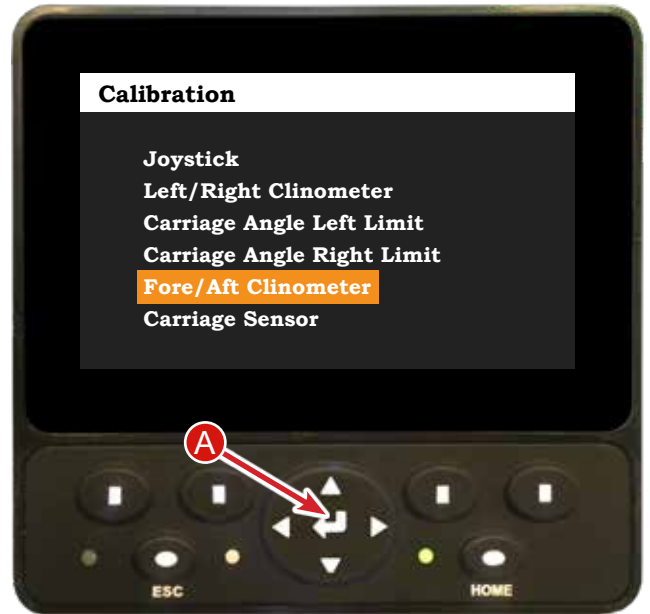 Calibration
Joystick
Left/Right Clinometer
Carriage Angle Left Limit
Carriage Angle Right Limit
Fore/Aft Clinometer
Carriage Sensor
A
ESC
HOME